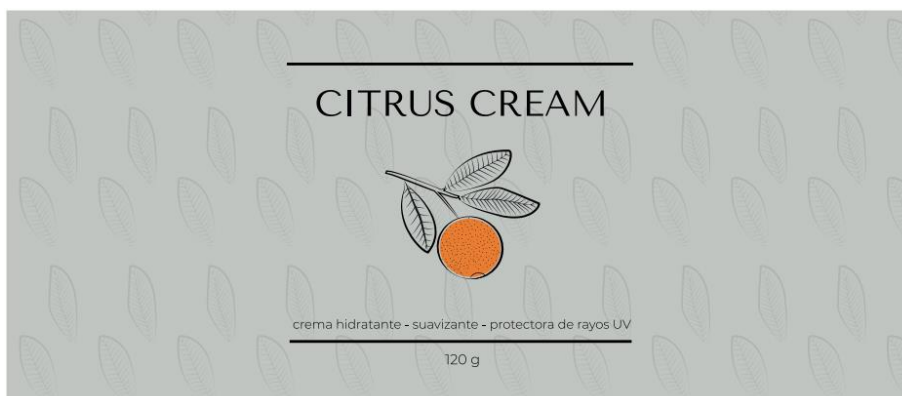 CITRUS CREAM
crema hidratante - suavizante - protectora de rayos UV
120 g